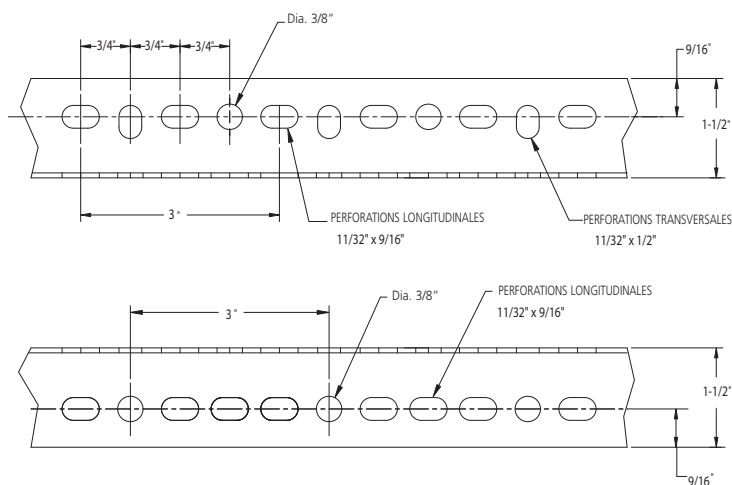 Dia. 3/8"
3/4" 3/4" 3/4"
9/16"
1-1/2"
3"
PERFORATIONS LONGITUDINALES
11/32" x 9/16"
PERFORATIONS TRANSVERSALES
11/32" x 1/2"
Dia. 3/8"
PERFORATIONS LONGITUDINALES
11/32" x 9/16"
3"
1-1/2"
9/16"